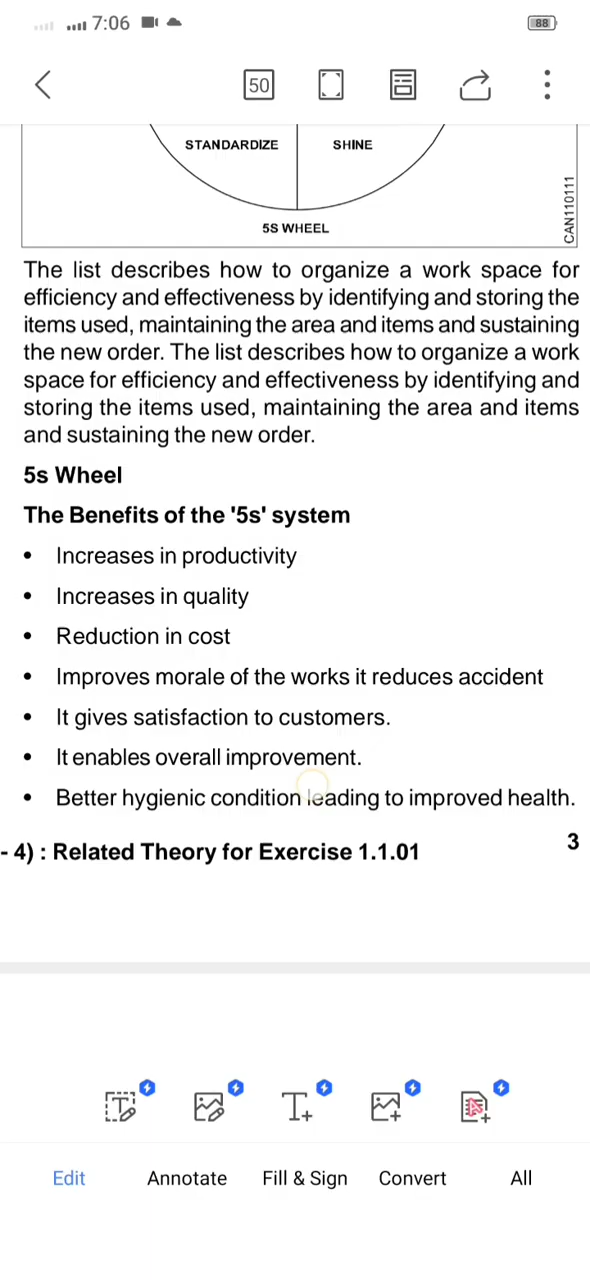 7:06
88
50
STANDARDIZE
SHINE
5S WHEEL
CAN110111
The list describes how to organize a work space for
efficiency and effectiveness by identifying and storing the
items used, maintaining the area and items and sustaining
the new order. The list describes how to organize a work
space for efficiency and effectiveness by identifying and
storing the items used, maintaining the area and items
and sustaining the new order.
5s Wheel
The Benefits of the '5s' system
• Increases in productivity
• Increases in quality
• Reduction in cost
• Improves morale of the works it reduces accident
• It gives satisfaction to customers.
• It enables overall improvement.
• Better hygienic condition leading to improved health.
- 4) : Related Theory for Exercise 1.1.01
3
Edit
Annotate
Fill & Sign
Convert
All